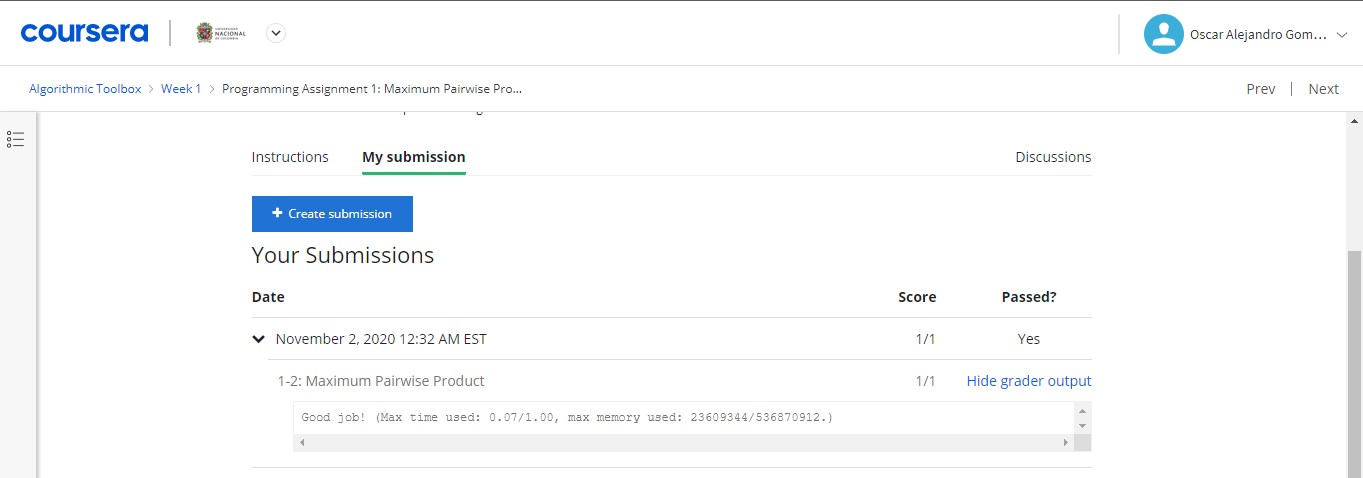 coursera
UNIVERSIDAD
NACIONAL
DE COLOMBIA
Oscar Alejandro Gom...
Algorithmic Toolbox > Week 1 > Programming Assignment 1: Maximum Pairwise Pro...
Prev | Next
Instructions
My submission
Discussions
+ Create submission
Your Submissions
Date Score Passed?
November 2, 2020 12:32 AM EST 1/1 Yes
1-2: Maximum Pairwise Product 1/1 Hide grader output
Good job! (Max time used: 0.07/1.00, max memory used: 23609344/536870912.)